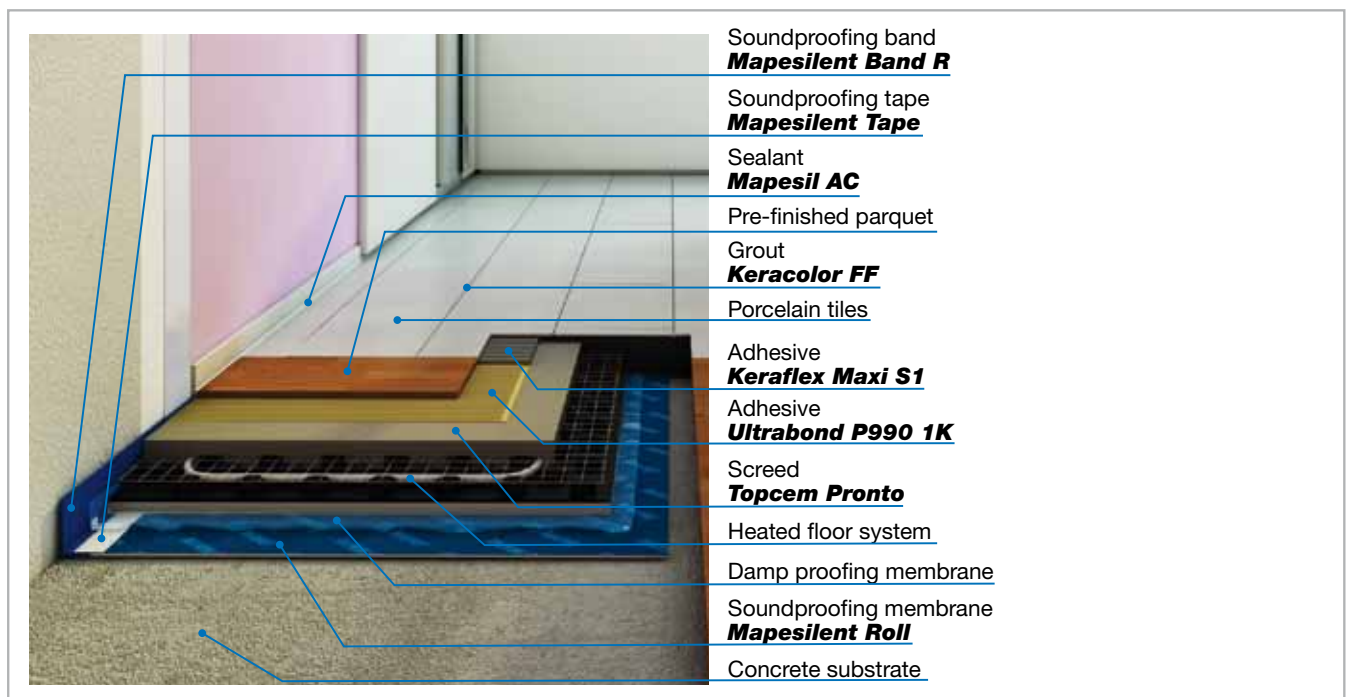 Soundproofing band
Mapesilent Band R
Soundproofing tape
Mapesilent Tape
Sealant
Mapesil AC
Pre-finished parquet
Grout
Keracolor FF
Porcelain tiles
Adhesive
Keraflex Maxi S1
Adhesive
Ultrabond P990 1K
Screed
Topcem Pronto
Heated floor system
Damp proofing membrane
Soundproofing membrane
Mapesilent Roll
Concrete substrate